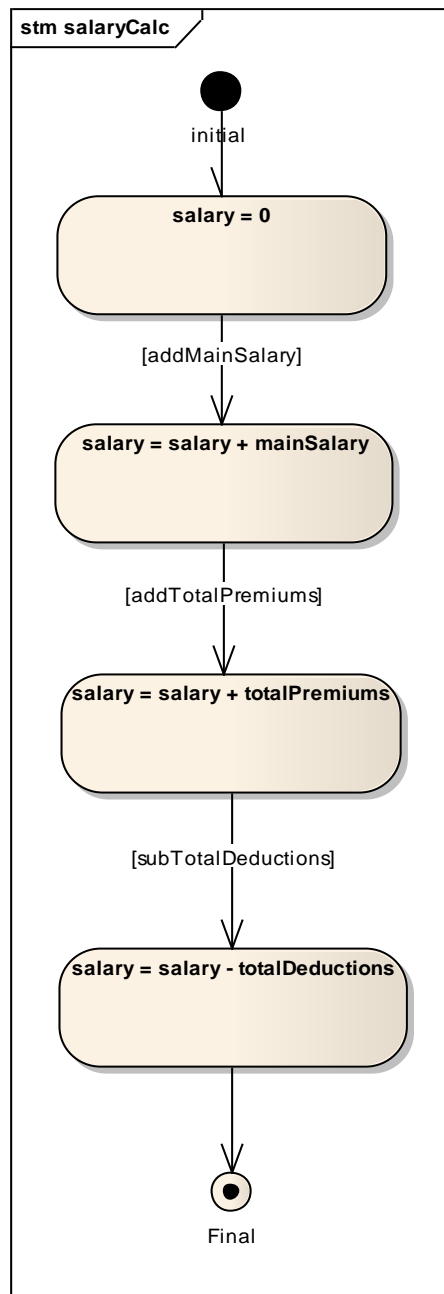 stm salaryCalc
initial
salary = 0
[addMainSalary]
salary = salary + mainSalary
[addTotalPremiums]
salary = salary + totalPremiums
[subTotalDeductions]
salary = salary - totalDeductions
Final